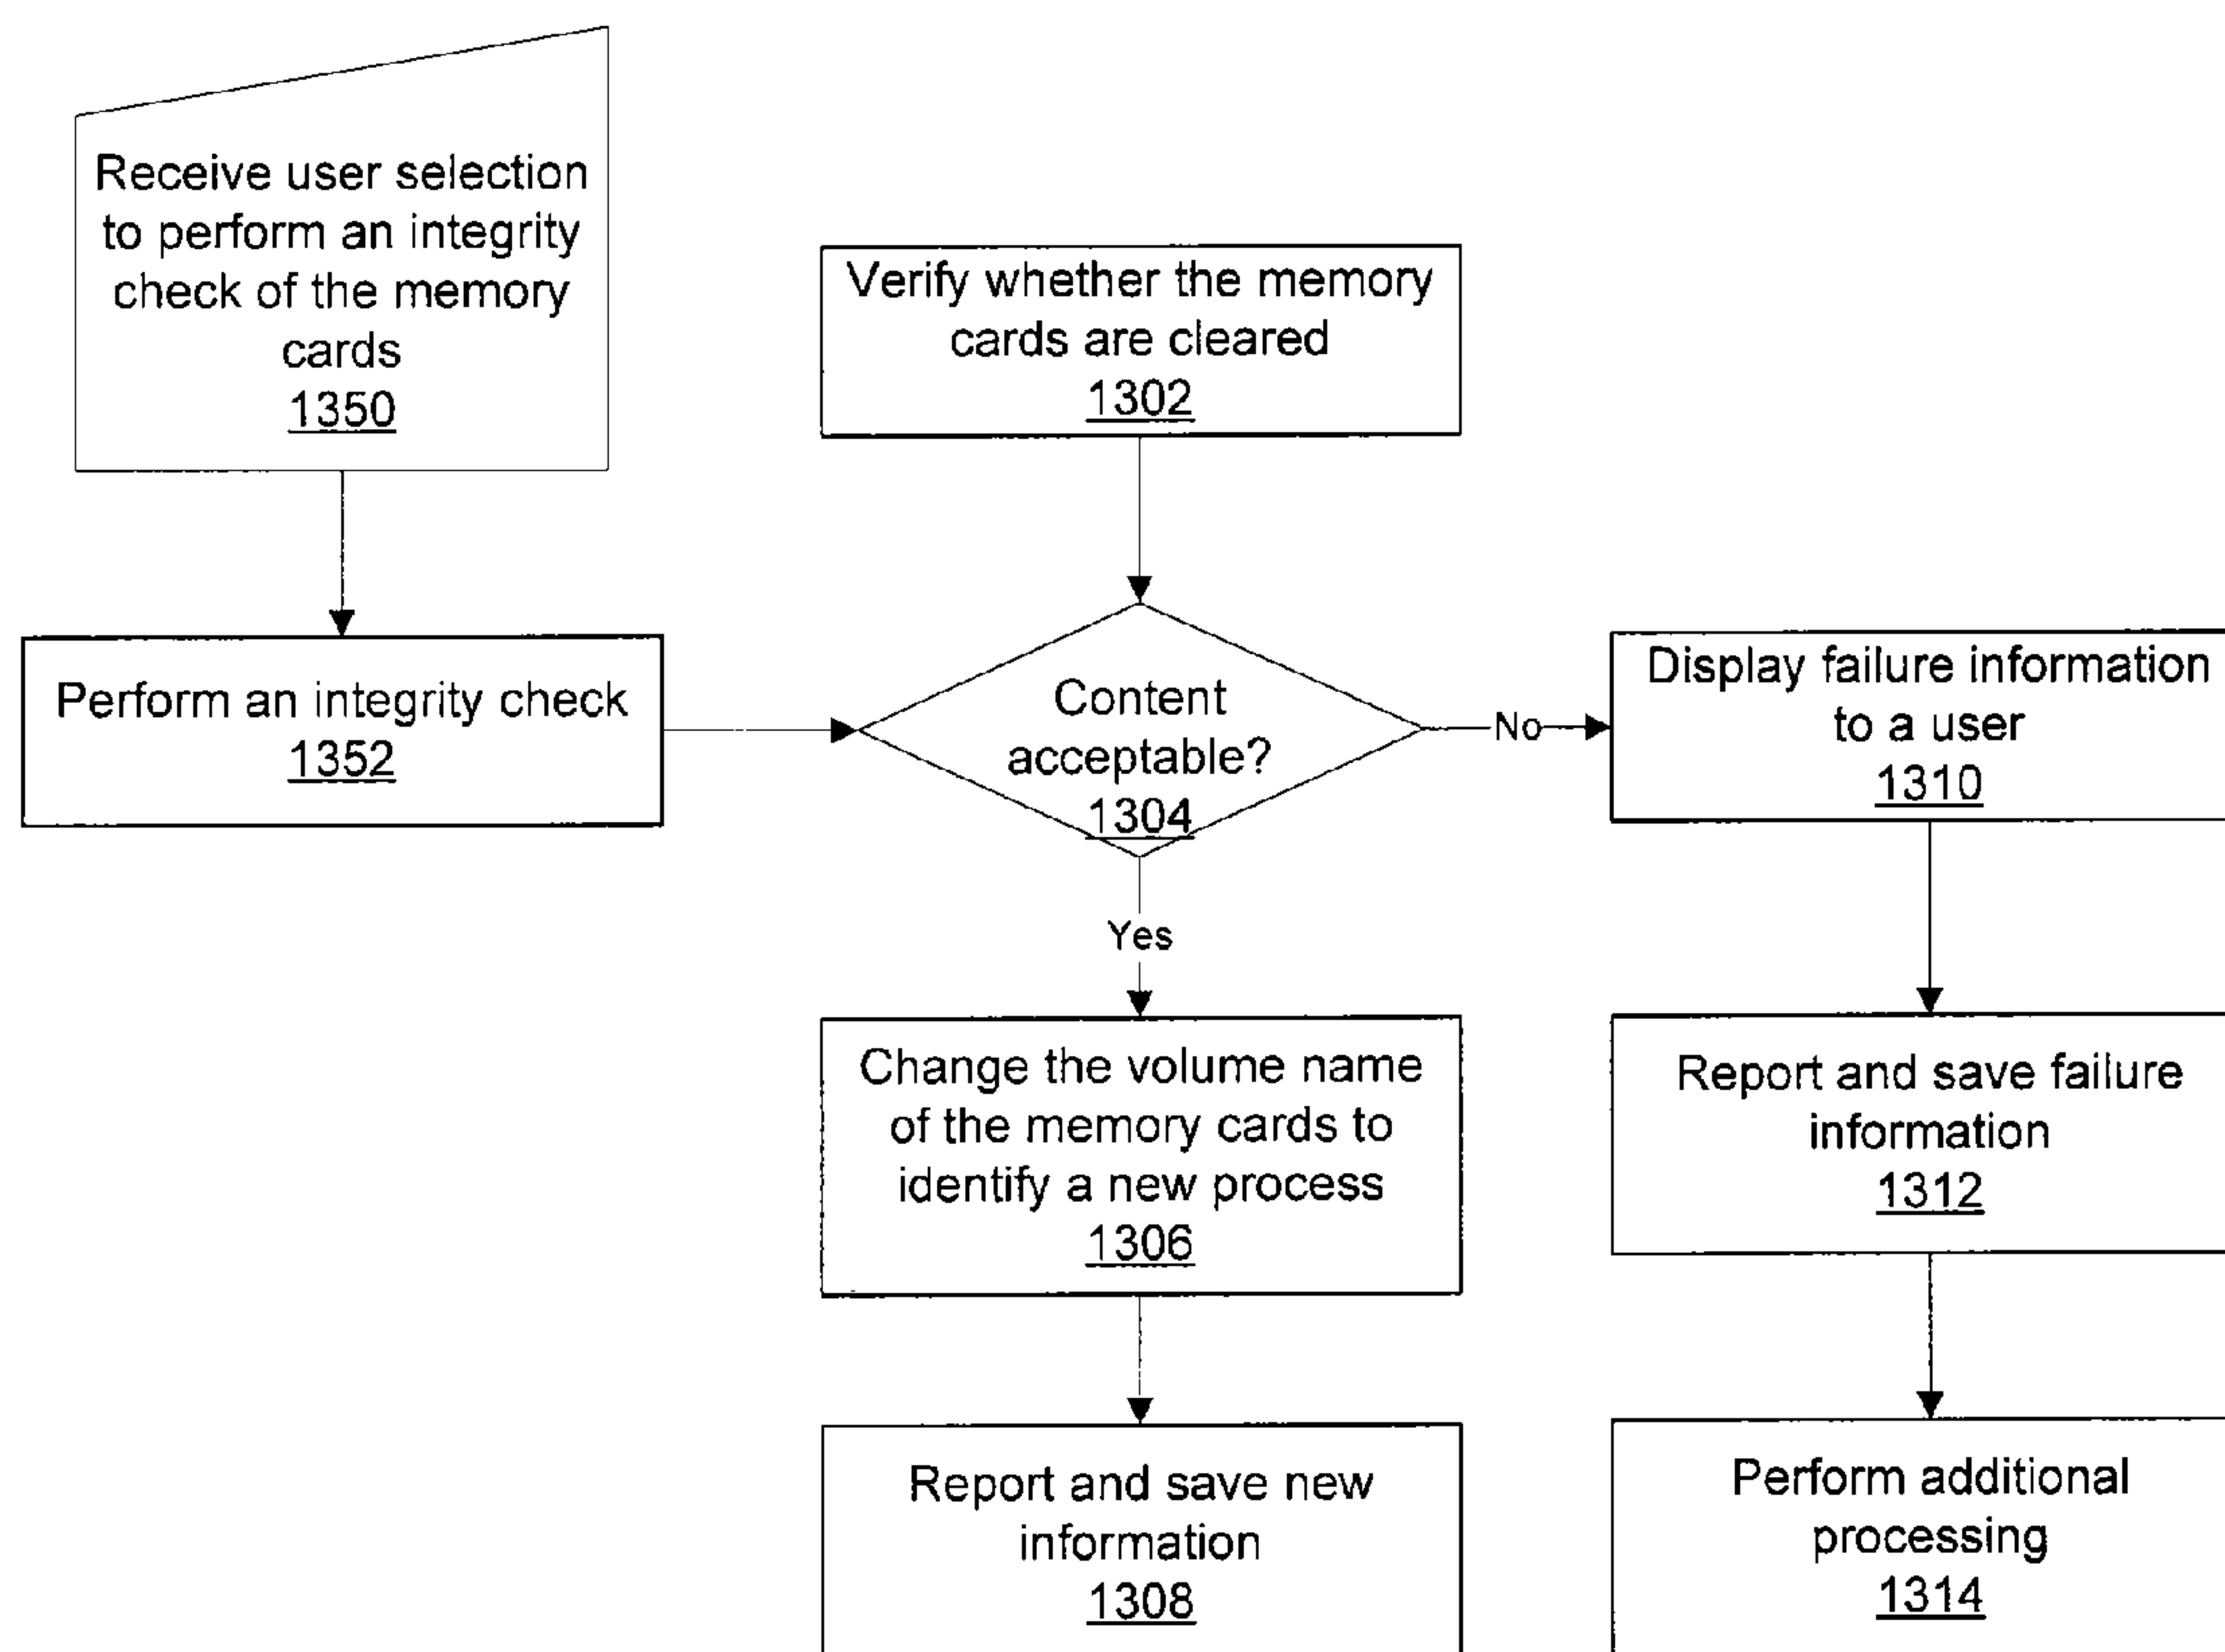 Receive user selection
to perform an integrity
check of the memory
cards
1350
Verify whether the memory
cards are cleared
1302
Perform an integrity check
1352
Content
acceptable?
1304
No
Display failure information
to a user
1310
Yes
Change the volume name
of the memory cards to
identify a new process
1306
Report and save failure
information
1312
Report and save new
information
1308
Perform additional
processing
1314